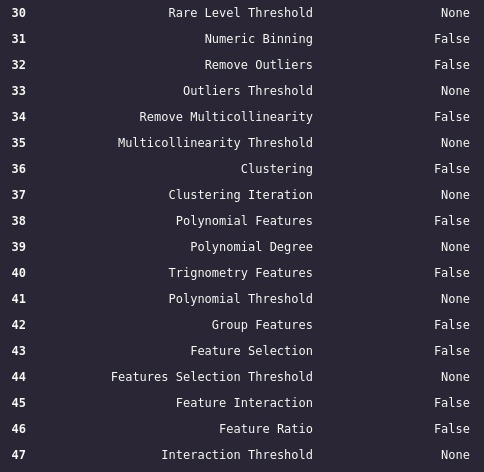 30 Rare Level Threshold None
31 Numeric Binning False
32 Remove Outliers False
33 Outliers Threshold None
34 Remove Multicollinearity False
35 Multicollinearity Threshold None
36 Clustering False
37 Clustering Iteration None
38 Polynomial Features False
39 Polynomial Degree None
40 Trignometry Features False
41 Polynomial Threshold None
42 Group Features False
43 Feature Selection False
44 Features Selection Threshold None
45 Feature Interaction False
46 Feature Ratio False
47 Interaction Threshold None